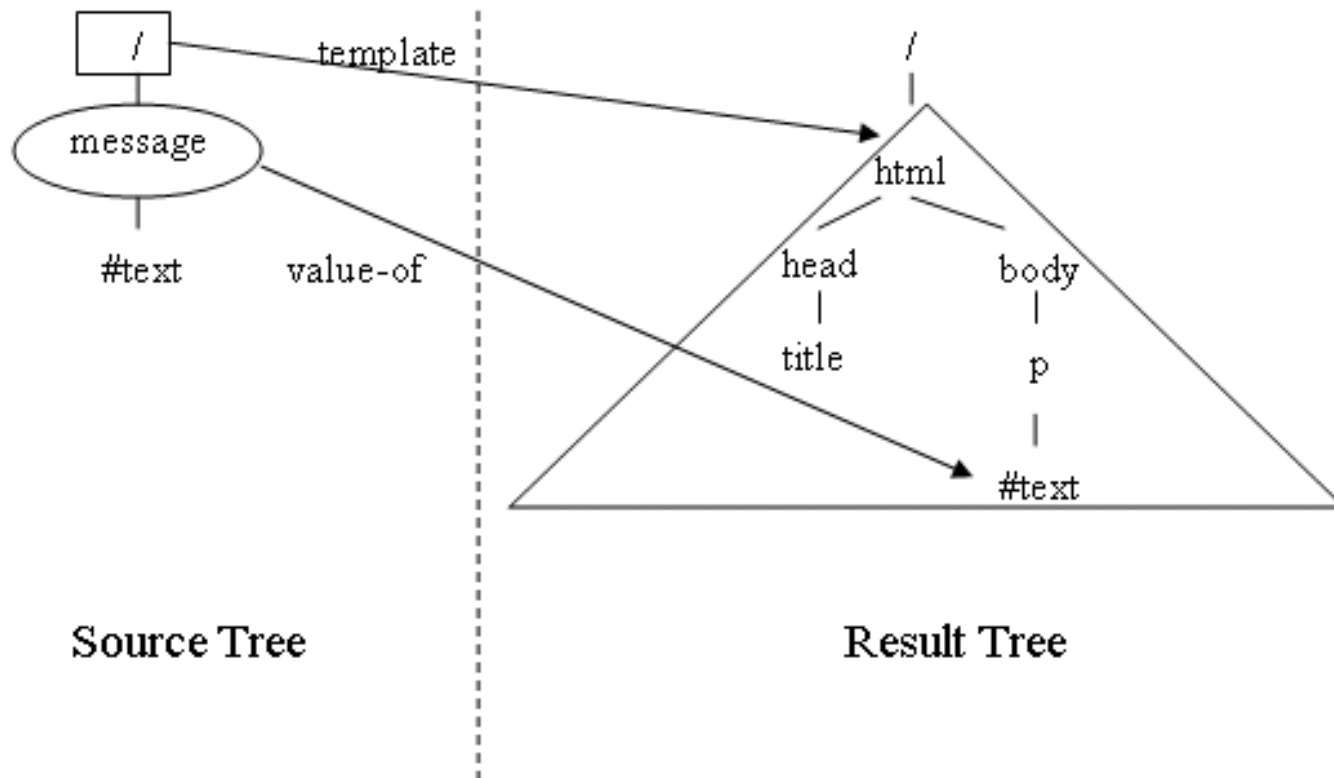 /
template
/
message
html
#text
value-of
head
body
title
p
#text
Source Tree
Result Tree